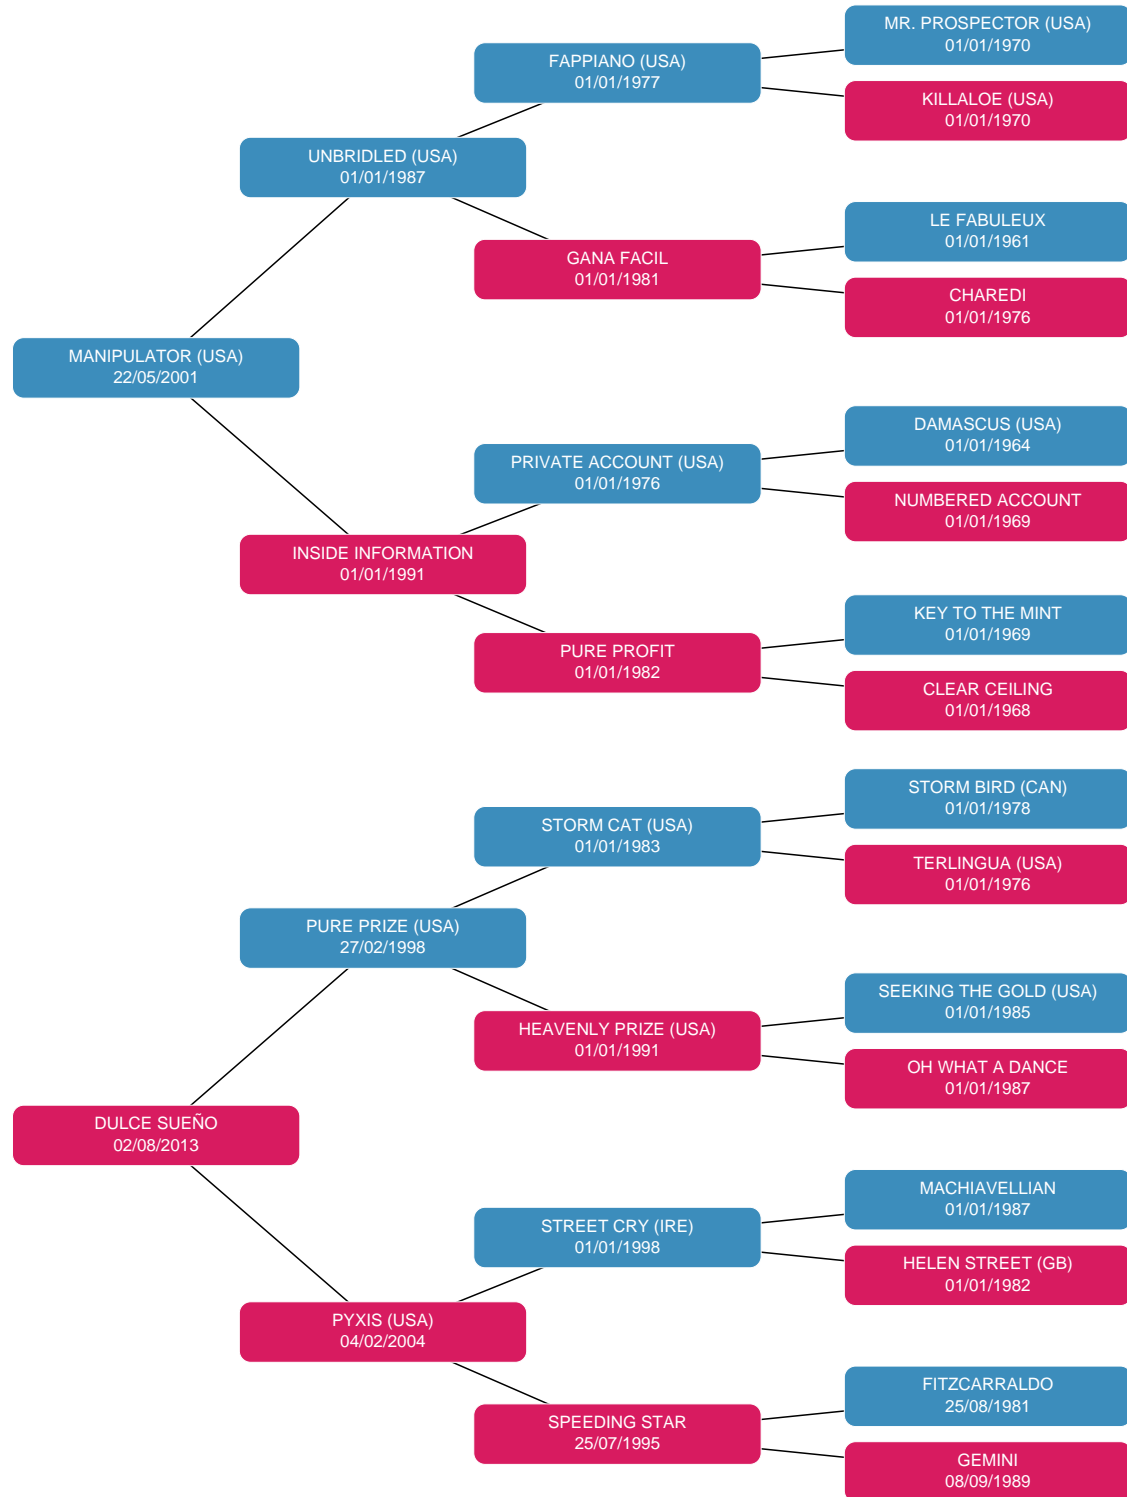 MR. PROSPECTOR (USA)
01/01/1970
FAPPIANO (USA)
01/01/1977
KILLALOE (USA)
01/01/1970
UNBRIDLED (USA)
01/01/1987
LE FABULEUX
01/01/1961
GANA FACIL
01/01/1981
CHAREDI
01/01/1976
MANIPULATOR (USA)
22/05/2001
DAMASCUS (USA)
01/01/1964
PRIVATE ACCOUNT (USA)
01/01/1976
NUMBERED ACCOUNT
01/01/1969
INSIDE INFORMATION
01/01/1991
KEY TO THE MINT
01/01/1969
PURE PROFIT
01/01/1982
CLEAR CEILING
01/01/1968
STORM BIRD (CAN)
01/01/1978
STORM CAT (USA)
01/01/1983
TERLINGUA (USA)
01/01/1976
PURE PRIZE (USA)
27/02/1998
SEEKING THE GOLD (USA)
01/01/1985
HEAVENLY PRIZE (USA)
01/01/1991
OH WHAT A DANCE
01/01/1987
DULCE SUEÑO
02/08/2013
MACHIAVELLIAN
01/01/1987
STREET CRY (IRE)
01/01/1998
HELEN STREET (GB)
01/01/1982
PYXIS (USA)
04/02/2004
FITZCARRALDO
25/08/1981
SPEEDING STAR
25/07/1995
GEMINI
08/09/1989